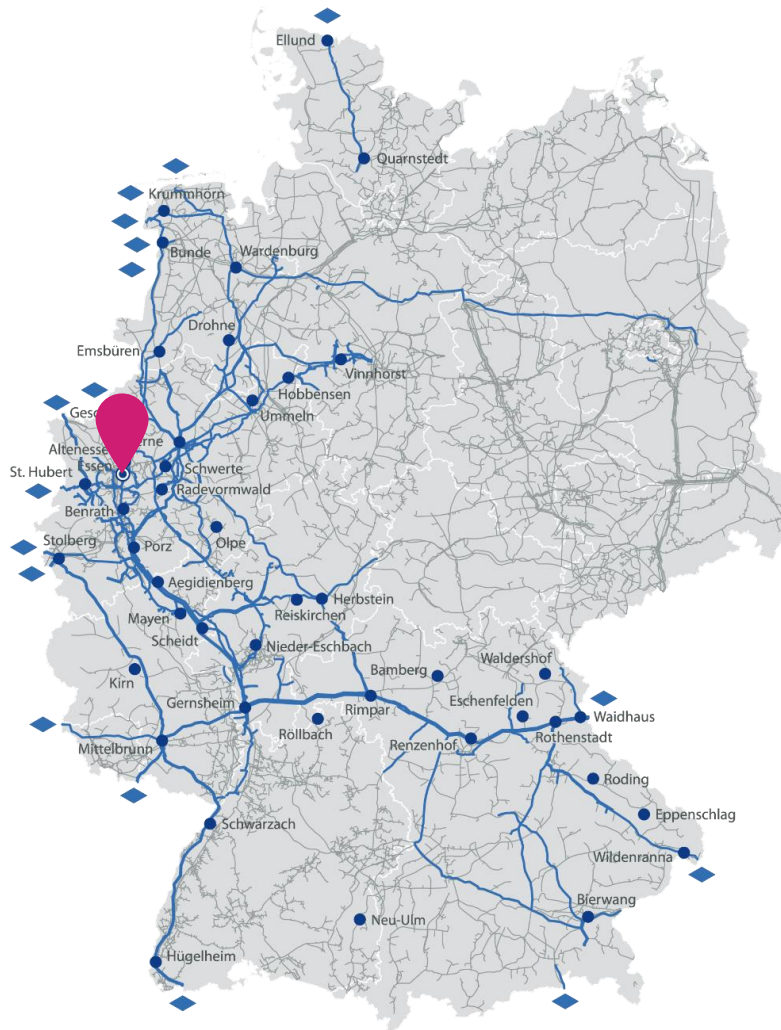 Ellund
Quarnstedt
Krummhörn
Bunde
Wardenburg
Drohne
Emsbüren
Vinnhorst
Hobbensen
Ummeln
Essen
St. Hubert
Schwerte
Radevormwald
Benrath
Olpe
Stolberg
Porz
Aegidienberg
Herbstein
Reiskirchen
Mayen
Scheidt
Nieder-Eschbach
Waldershof
Bamberg
Kirn
Gernsheim
Rimpar
Eschenfelden
Waidhaus
Röllbach
Rothenstadt
Renzenhof
Mittelbrunn
Roding
Eppenschlag
Schwarzach
Wildenranna
Bierwang
Neu-Ulm
Hügelheim